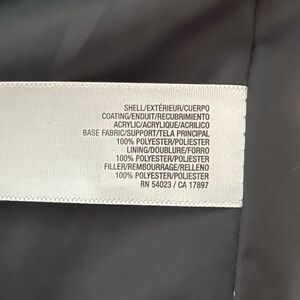 SHELL/EXTÉRIEUR/CUERPO
COATING/ENDUIT/RECUBRIMIENTO
ACRYLIC/ACRYLIQUE/ACRILICO
BASE FABRIC/SUPPORT/TELA PRINCIPAL
100% POLYESTER/POLIESTER
LINING/DOUBLURE/FORRO
100% POLYESTER/POLIESTER
FILLER/REMBOURRAGE/RELLENO
100% POLYESTER/POLIESTER
RN 54023 / CA 17897